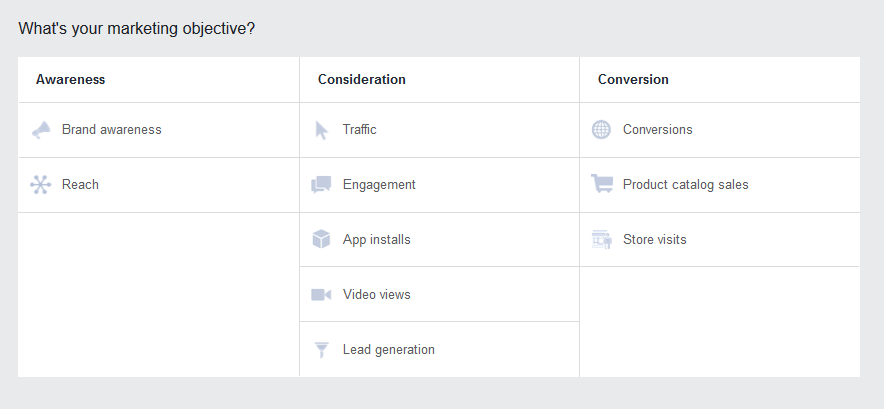 What's your marketing objective?
Awareness
Consideration
Conversion
Brand awareness
Traffic
Conversions
Reach
Engagement
Product catalog sales
App installs
Store visits
Video views
Lead generation